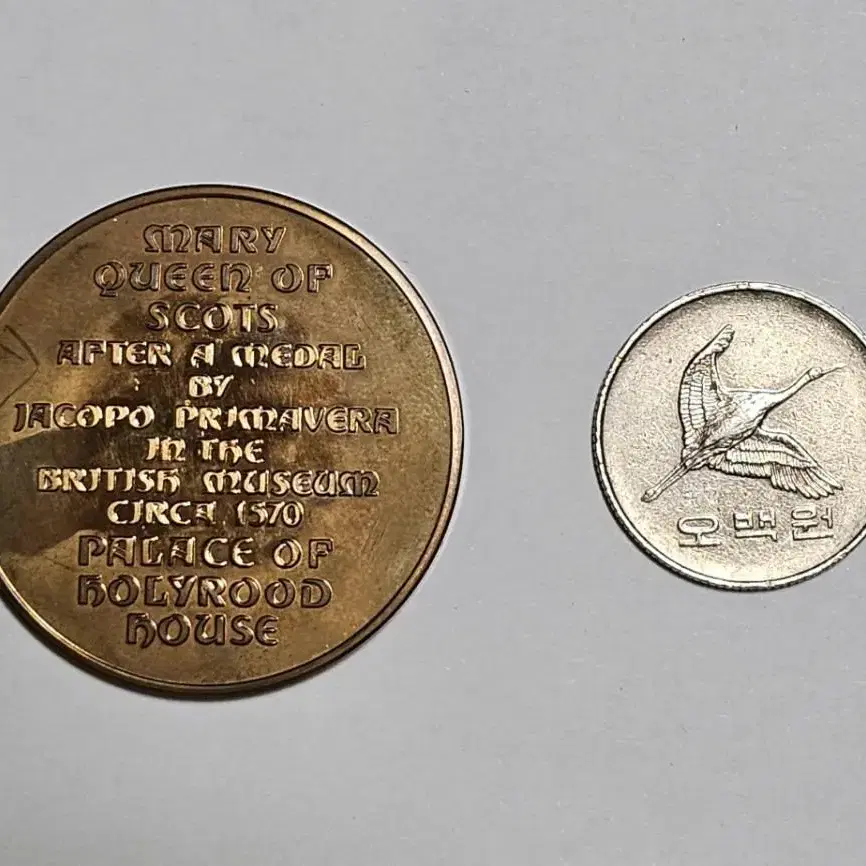 MARY
QUEEN OF
SCOTS
AFTER A MEDAL
BY
JACOPO PRIMAVERA
IN THE
BRITISH MUSEUM
CIRCA 1570
PALACE OF
HOLYROOD
HOUSE
오백원